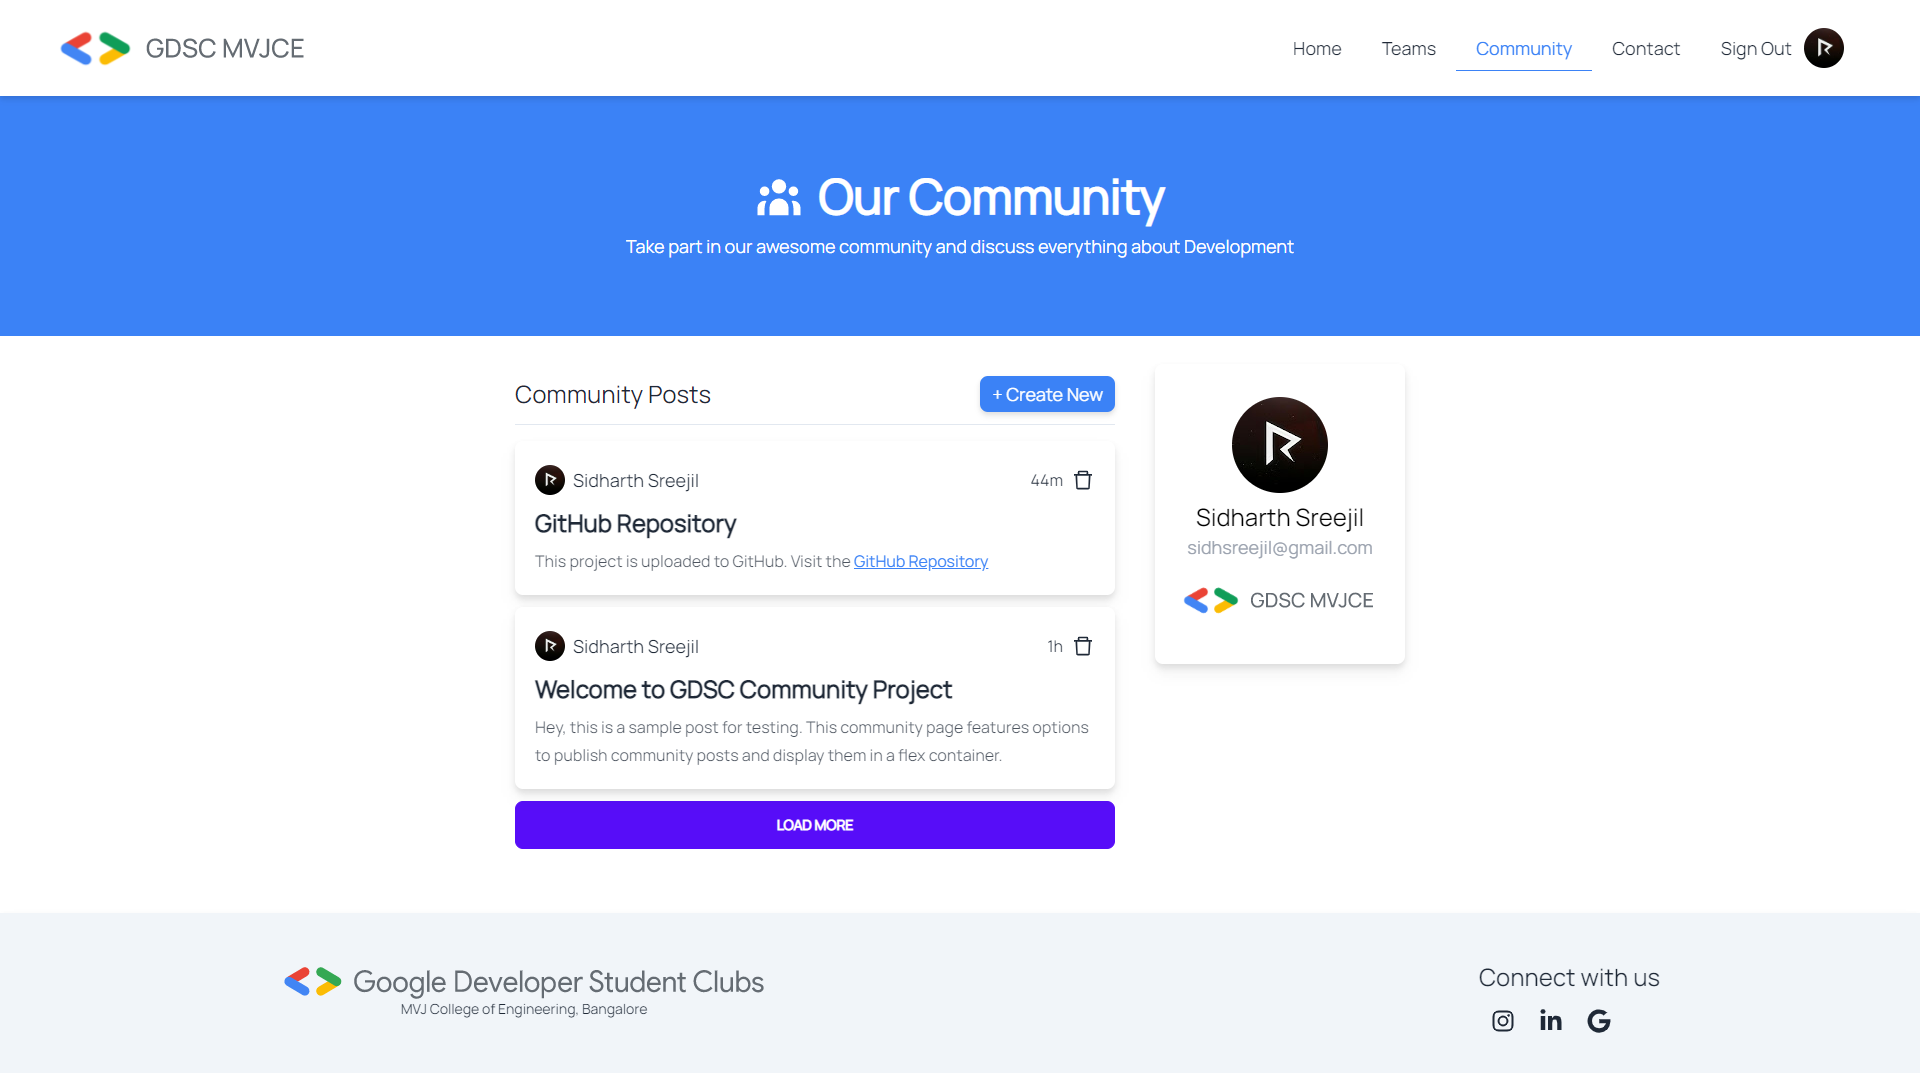 GDSC MVJCE
Home
Teams
Community
Contact
Sign Out
Our Community
Take part in our awesome community and discuss everything about Development
Community Posts
+ Create New
Sidharth Sreejil
44m
GitHub Repository
This project is uploaded to GitHub. Visit the GitHub Repository
Sidharth Sreejil
1h
Welcome to GDSC Community Project
Hey, this is a sample post for testing. This community page features options
to publish community posts and display them in a flex container.
LOAD MORE
Sidharth Sreejil
sidhsreejil@gmail.com
GDSC MVJCE
Google Developer Student Clubs
MVJ College of Engineering, Bangalore
Connect with us